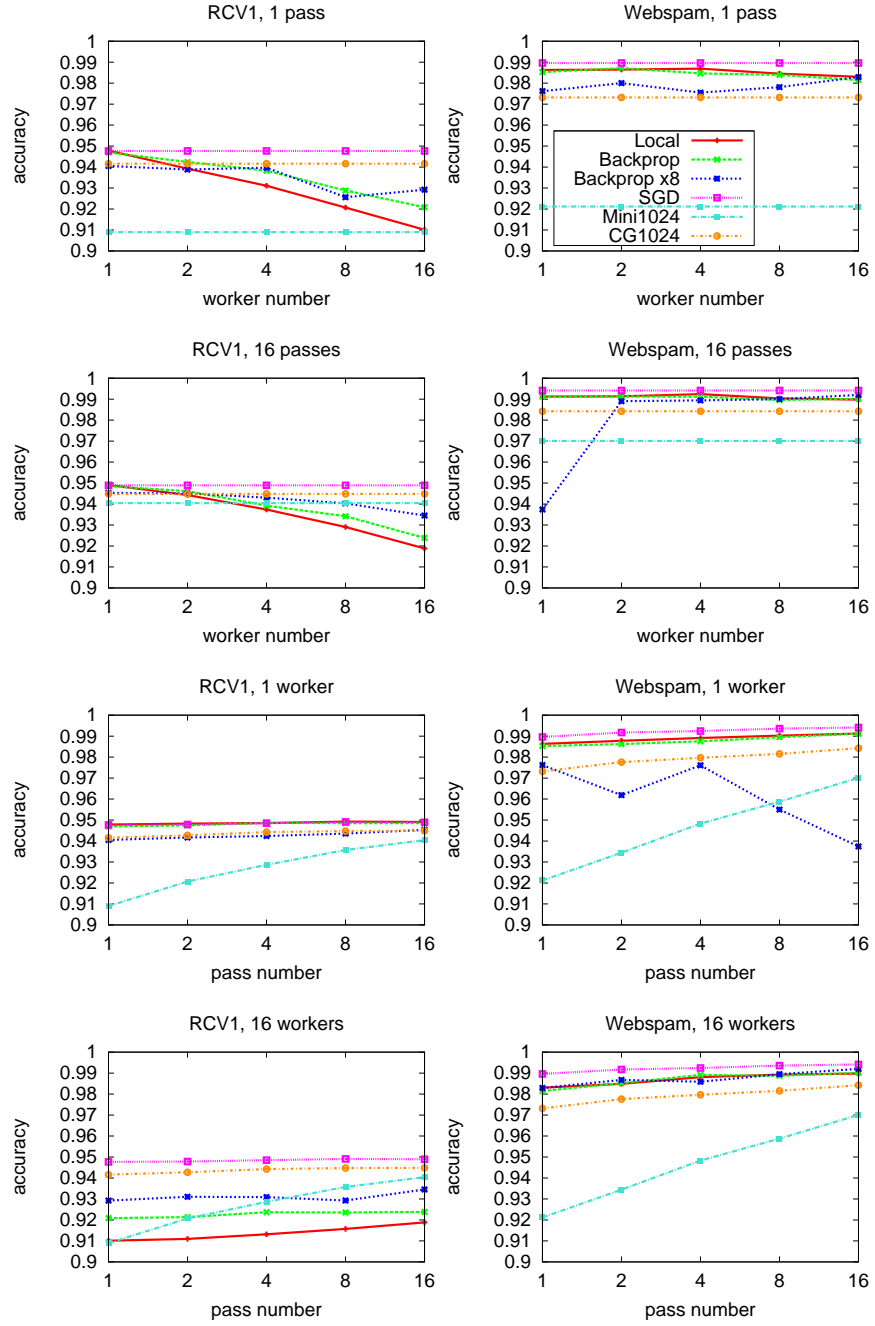 RCV1, 1 pass
1
0.99
0.98
0.97
0.96
0.95
0.94
0.93
0.92
0.91
0.9
accuracy
1 2 4 8 16
worker number
Webspam, 1 pass
1
0.99
0.98
0.97
0.96
0.95
0.94
0.93
0.92
0.91
0.9
accuracy
Local
Backprop
Backprop x8
SGD
Mini1024
CG1024
1 2 4 8 16
worker number
RCV1, 16 passes
1
0.99
0.98
0.97
0.96
0.95
0.94
0.93
0.92
0.91
0.9
accuracy
1 2 4 8 16
worker number
Webspam, 16 passes
1
0.99
0.98
0.97
0.96
0.95
0.94
0.93
0.92
0.91
0.9
accuracy
1 2 4 8 16
worker number
RCV1, 1 worker
1
0.99
0.98
0.97
0.96
0.95
0.94
0.93
0.92
0.91
0.9
accuracy
1 2 4 8 16
pass number
Webspam, 1 worker
1
0.99
0.98
0.97
0.96
0.95
0.94
0.93
0.92
0.91
0.9
accuracy
1 2 4 8 16
pass number
RCV1, 16 workers
1
0.99
0.98
0.97
0.96
0.95
0.94
0.93
0.92
0.91
0.9
accuracy
1 2 4 8 16
pass number
Webspam, 16 workers
1
0.99
0.98
0.97
0.96
0.95
0.94
0.93
0.92
0.91
0.9
accuracy
1 2 4 8 16
pass number